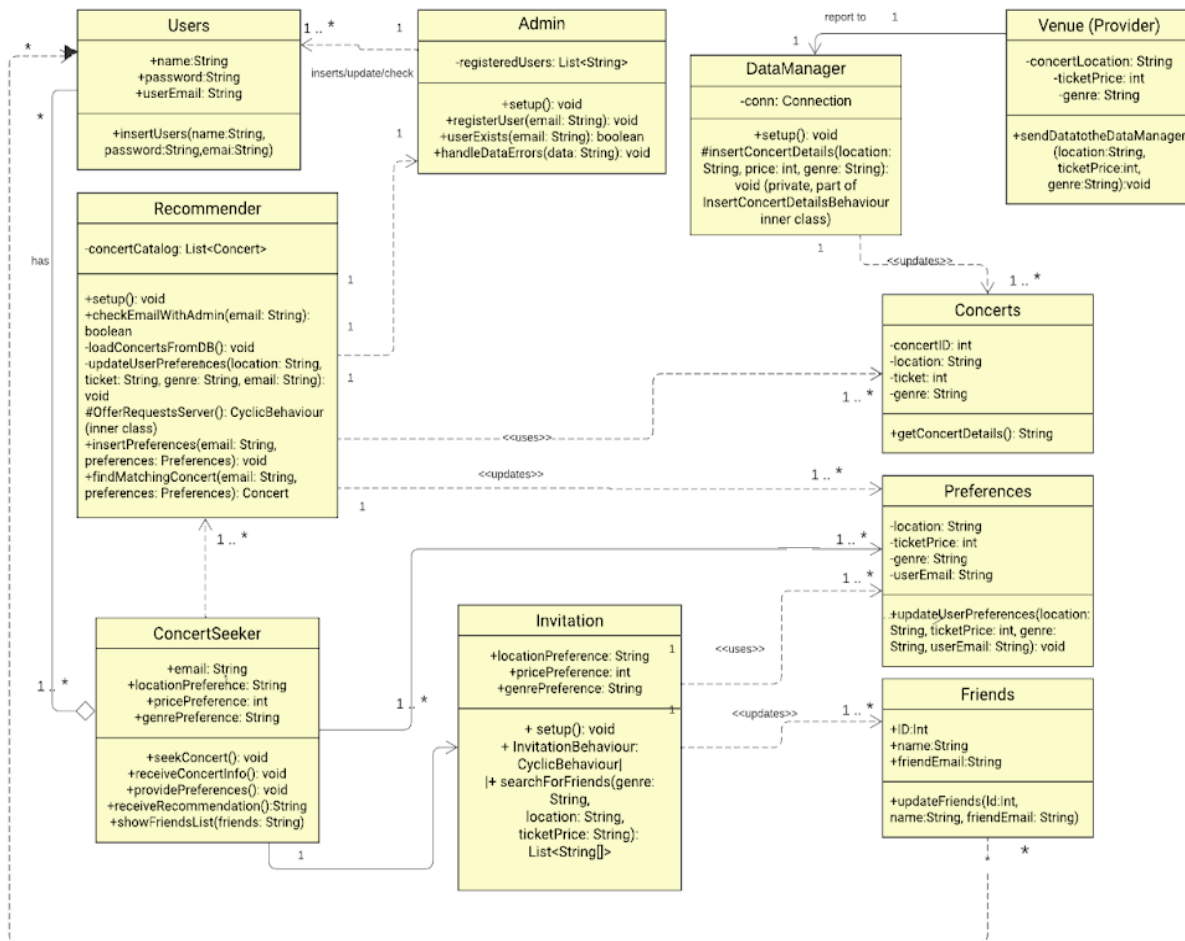 Users
+name:String
+password:String
+userEmail: String
+insertUsers(name:String,
password:String,emai:String)
*
*
has
1 .. *
1
inserts/update/check
Admin
-registeredUsers: List<String>
+setup(): void
+registerUser(email: String): void
+userExists(email: String): boolean
+handleDataErrors(data: String): void
report to
1
1
DataManager
-conn: Connection
+setup(): void
#insertConcertDetails(location:
String, price: int, genre: String):
void (private, part of
InsertConcertDetailsBehaviour
inner class)
1
<<updates>>
1 .. *
Venue (Provider)
-concertLocation: String
-ticketPrice: int
-genre: String
+sendDatatotheDataManager
(location:String,
ticketPrice:int,
genre:String):void
Recommender
-concertCatalog: List<Concert>
+setup(): void
+checkEmailWithAdmin(email: String):
boolean
-loadConcertsFromDB(): void
-updateUserPreferences(location: String,
ticket: String, genre: String, email: String):
void
#OfferRequestsServer(): CyclicBehaviour
(inner class)
+insertPreferences(email: String,
preferences: Preferences): void
+findMatchingConcert(email: String,
preferences: Preferences): Concert
1
1
1
1
<<uses>>
1 .. *
<<updates>>
1
1 .. *
Concerts
-concertID: int
-location: String
-ticket: int
-genre: String
+getConcertDetails(): String
Preferences
-location: String
-ticketPrice: int
-genre: String
-userEmail: String
+updateUserPreferences(location:
String, ticketPrice: int, genre:
String, userEmail: String): void
1 .. *
1 .. *
1 .. *
ConcertSeeker
+email: String
+locationPreference: String
+pricePreference: int
+genrePreference: String
+seekConcert(): void
+receiveConcertInfo(): void
+providePreferences(): void
+receiveRecommendation():String
+showFriendsList(friends: String)
1
1 .. *
1 .. *
1
Invitation
+locationPreference: String
+pricePreference: int
+genrePreference: String
+ setup(): void
+ InvitationBehaviour:
CyclicBehaviour|
|+ searchForFriends(genre:
String,
location: String,
ticketPrice: String):
List<String[]>
1
<<uses>>
1
<<updates>>
1 .. *
Friends
+ID:Int
+name:String
+friendEmail:String
+updateFriends(Id:Int,
name:String, friendEmail: String)
*
*